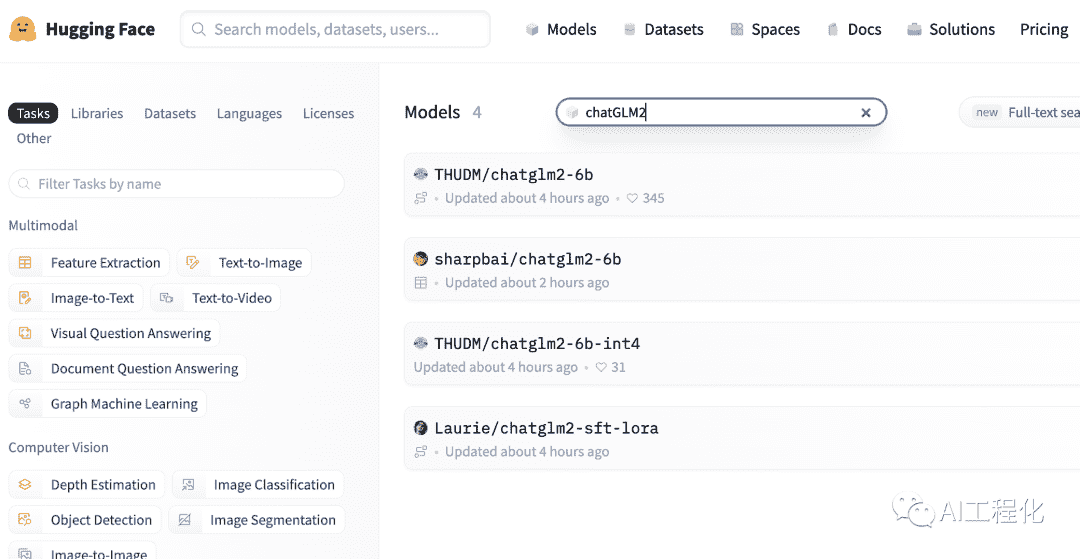 Hugging Face
Search models, datasets, users...
Models
Datasets
Spaces
Docs
Solutions
Pricing
Tasks Libraries Datasets Languages Licenses
Other
Filter Tasks by name
Multimodal
Feature Extraction Text-to-Image
Image-to-Text Text-to-Video
Visual Question Answering
Document Question Answering
Graph Machine Learning
Computer Vision
Depth Estimation Image Classification
Object Detection Image Segmentation
Image-to-Image
Models 4
chatGLM2
new Full-text sea
THUDM/chatglm2-6b
• Updated about 4 hours ago • ♡ 345
sharpbai/chatglm2-6b
• Updated about 2 hours ago
THUDM/chatglm2-6b-int4
Updated about 4 hours ago • ♡ 31
Laurie/chatglm2-sft-lora
• Updated about 4 hours ago
AI工程化